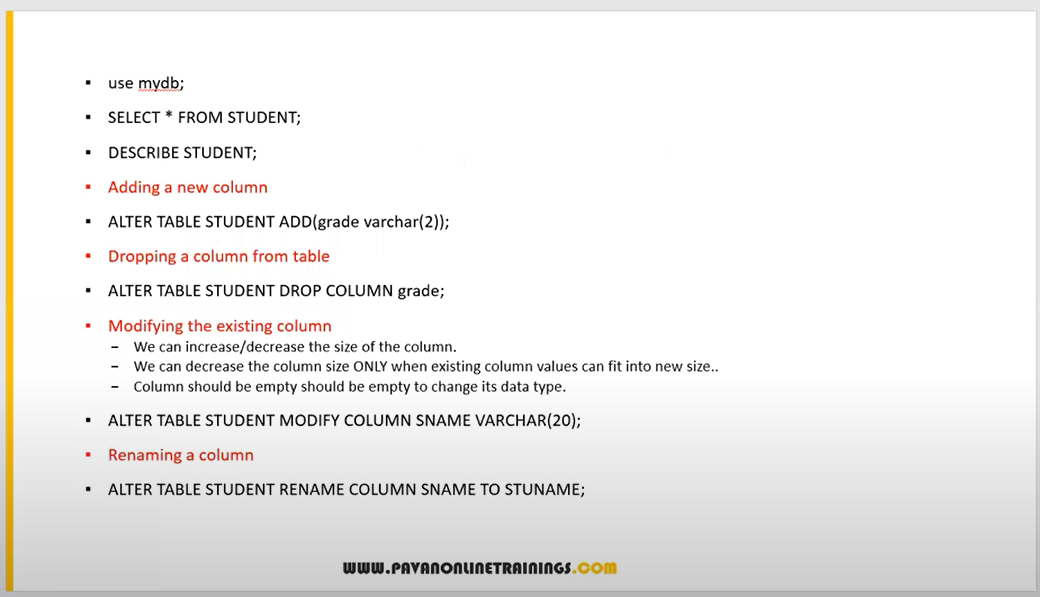 use mydb;
SELECT * FROM STUDENT;
DESCRIBE STUDENT;
Adding a new column
ALTER TABLE STUDENT ADD(grade varchar(2));
Dropping a column from table
ALTER TABLE STUDENT DROP COLUMN grade;
Modifying the existing column
– We can increase/decrease the size of the column.
– We can decrease the column size ONLY when existing column values can fit into new size..
– Column should be empty should be empty to change its data type.
ALTER TABLE STUDENT MODIFY COLUMN SNAME VARCHAR(20);
Renaming a column
ALTER TABLE STUDENT RENAME COLUMN SNAME TO STUNAME;
WWW.PAVANONLINETRAININGS.COM